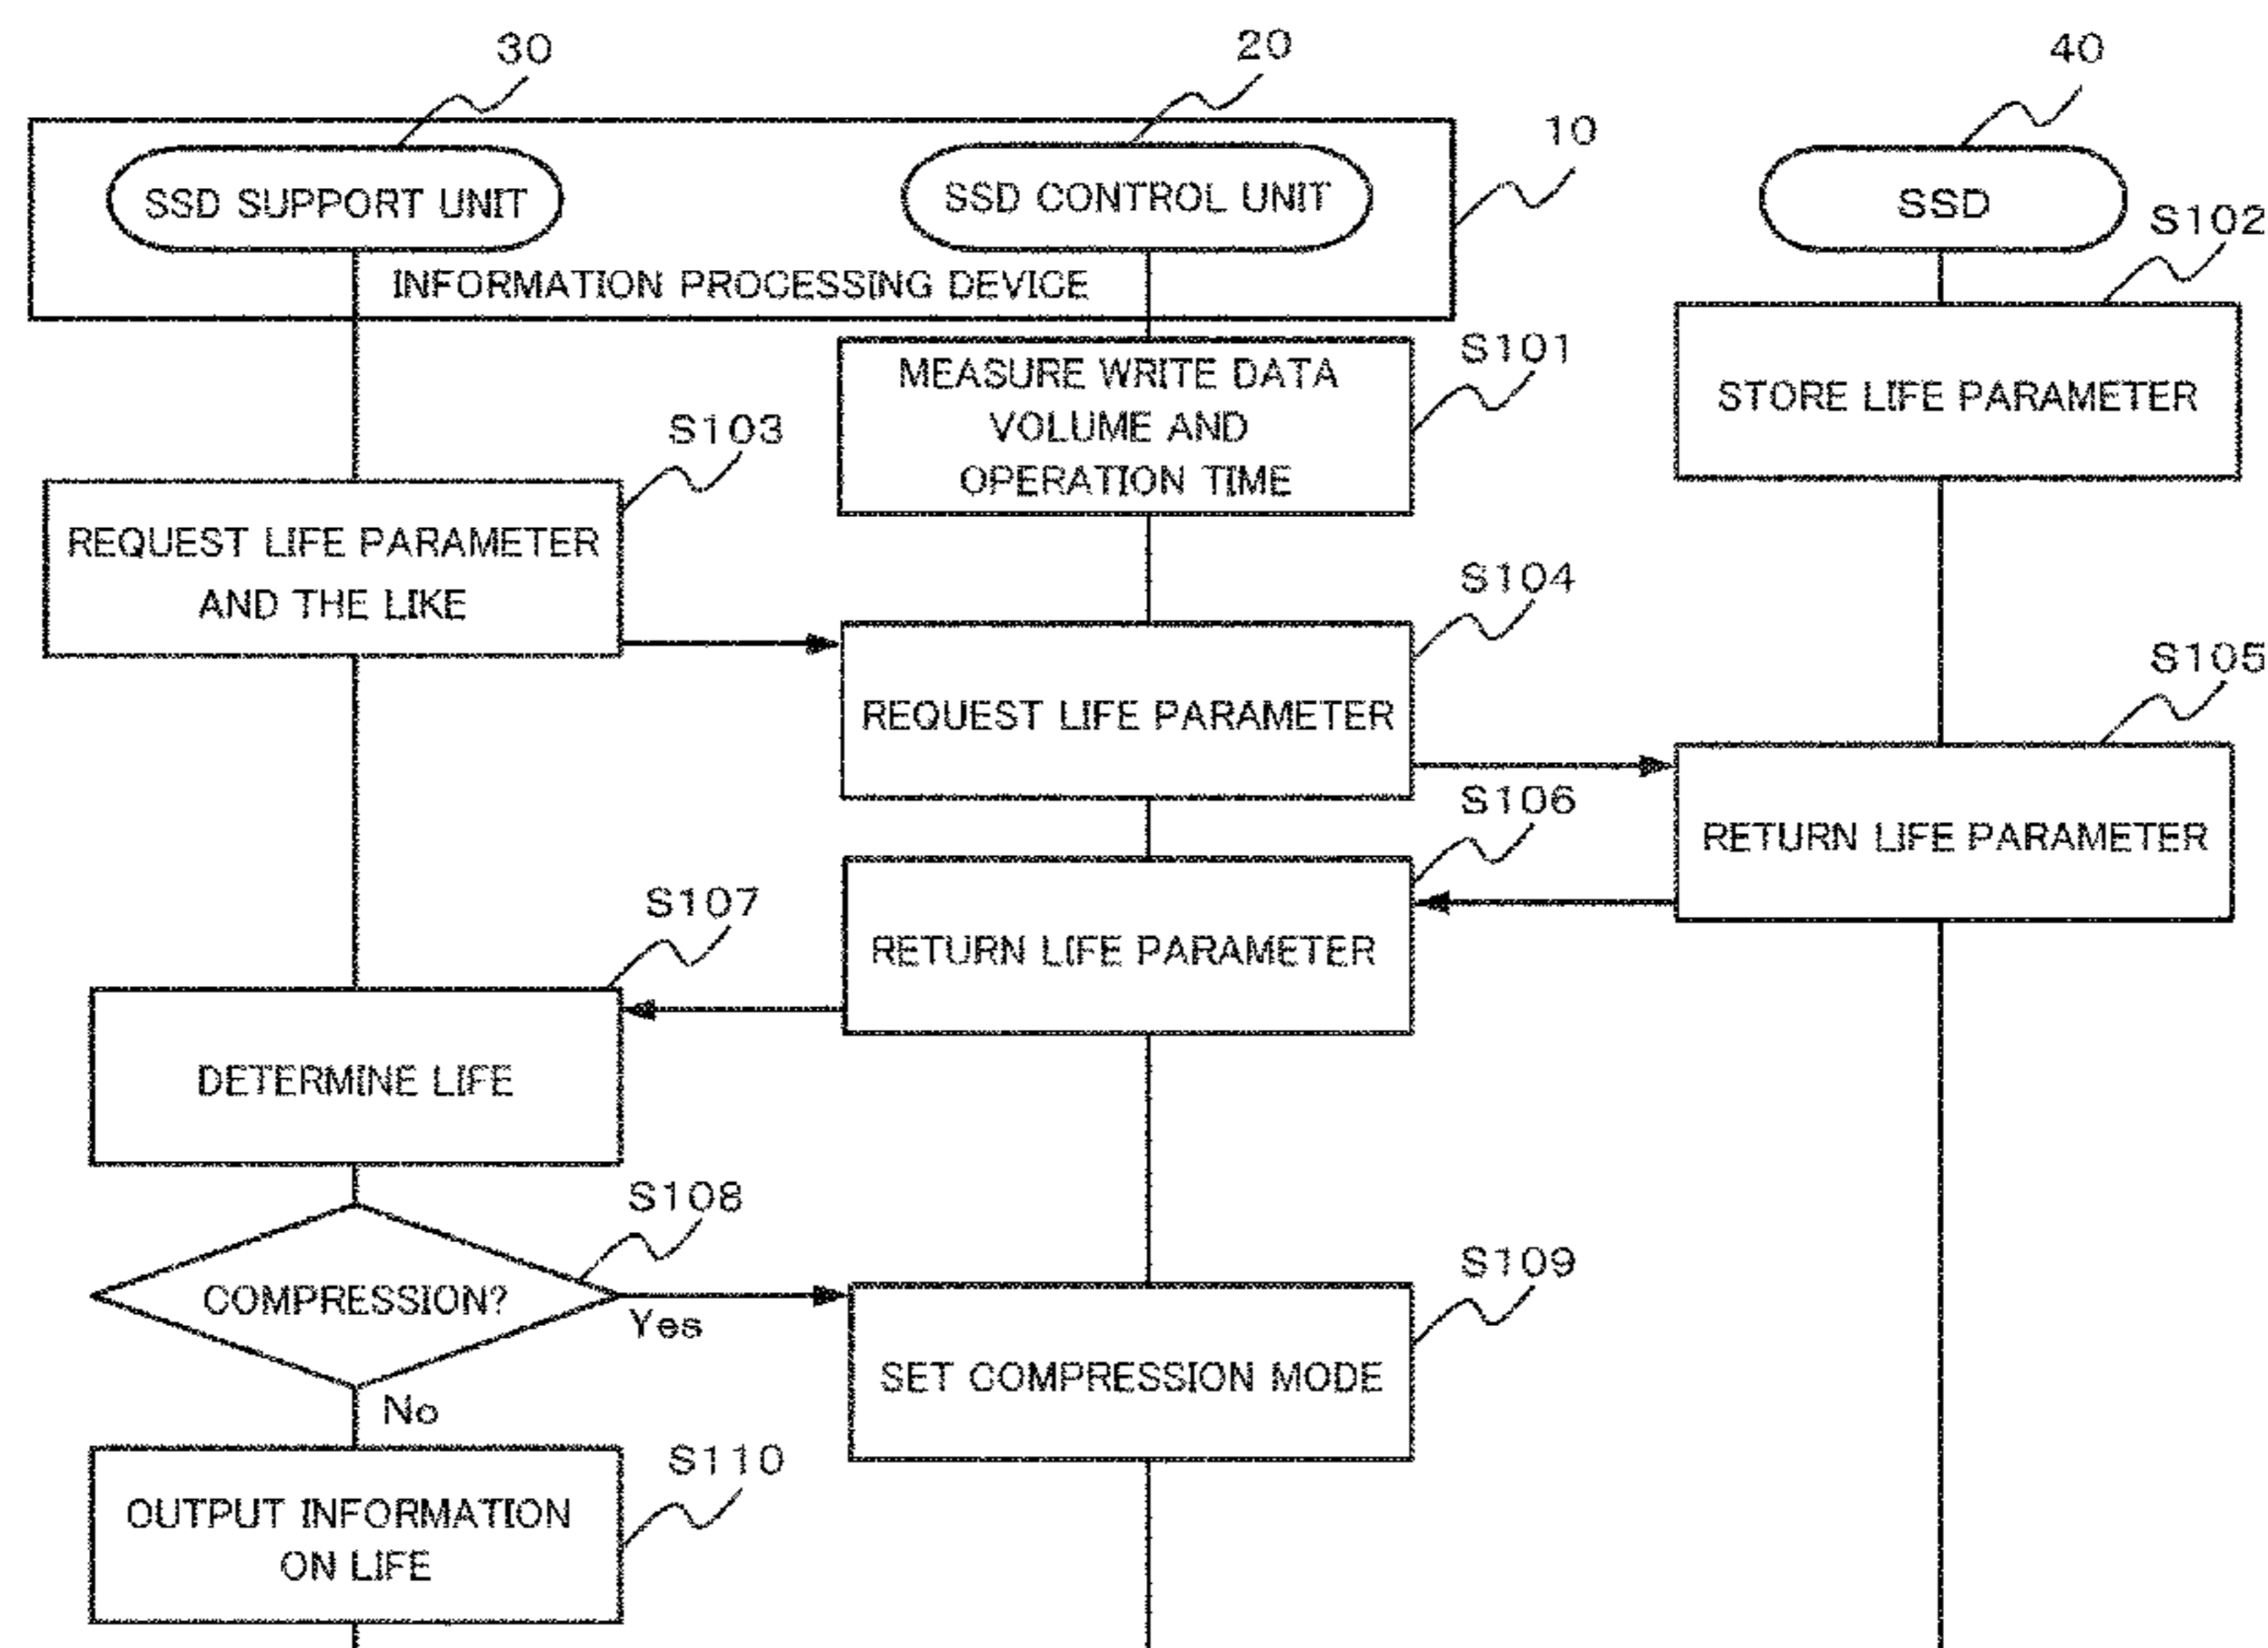 30
20
40
10
SSD SUPPORT UNIT
SSD CONTROL UNIT
SSD
S102
INFORMATION PROCESSING DEVICE
S101
MEASURE WRITE DATA
VOLUME AND
OPERATION TIME
STORE LIFE PARAMETER
S103
REQUEST LIFE PARAMETER
AND THE LIKE
S104
REQUEST LIFE PARAMETER
S105
RETURN LIFE PARAMETER
S106
RETURN LIFE PARAMETER
S107
DETERMINE LIFE
S108
COMPRESSION?
Yes
No
S109
SET COMPRESSION MODE
S110
OUTPUT INFORMATION
ON LIFE